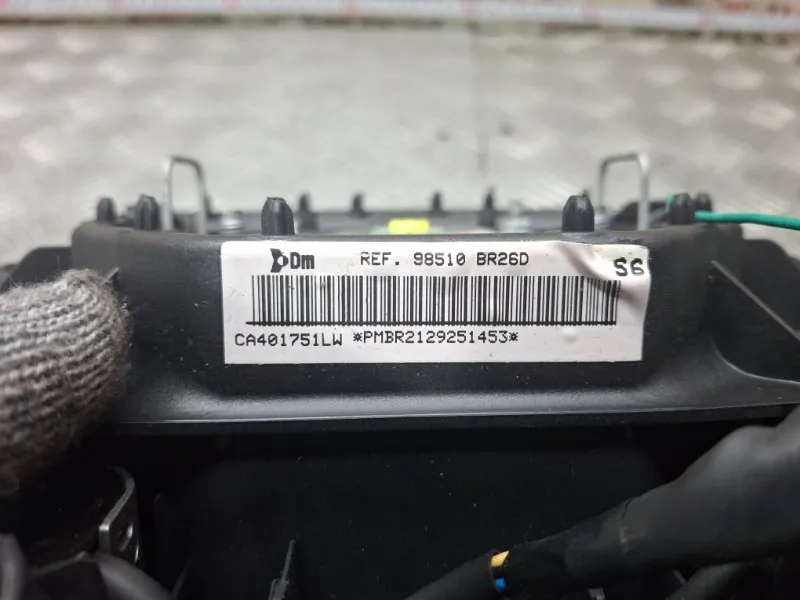 Dm REF. 98510 BR26D S6
CA401751LW *PMBR2129251453*